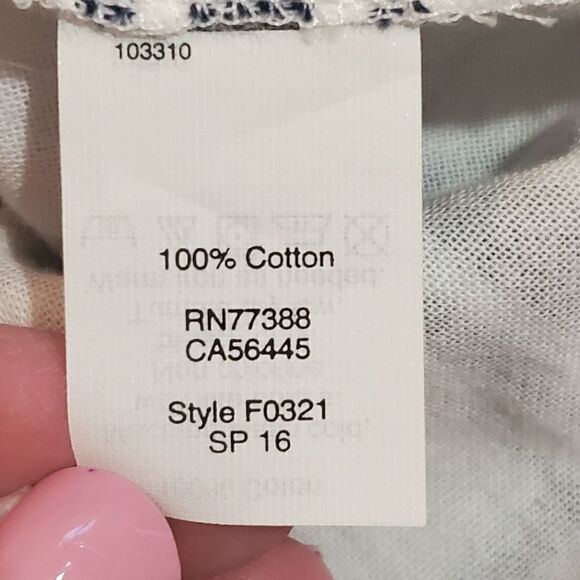 103310
100% Cotton
RN77388
CA56445
Style F0321
SP 16